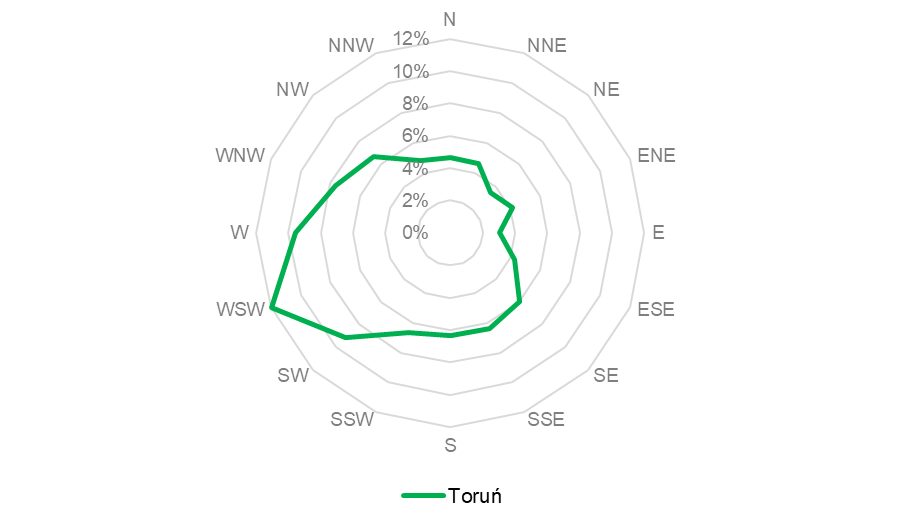 N
NNW
12%
NNE
10%
NW
NE
8%
6%
WNW
ENE
4%
2%
W
0%
E
WSW
ESE
SW
SE
SSW
SSE
S
Toruń